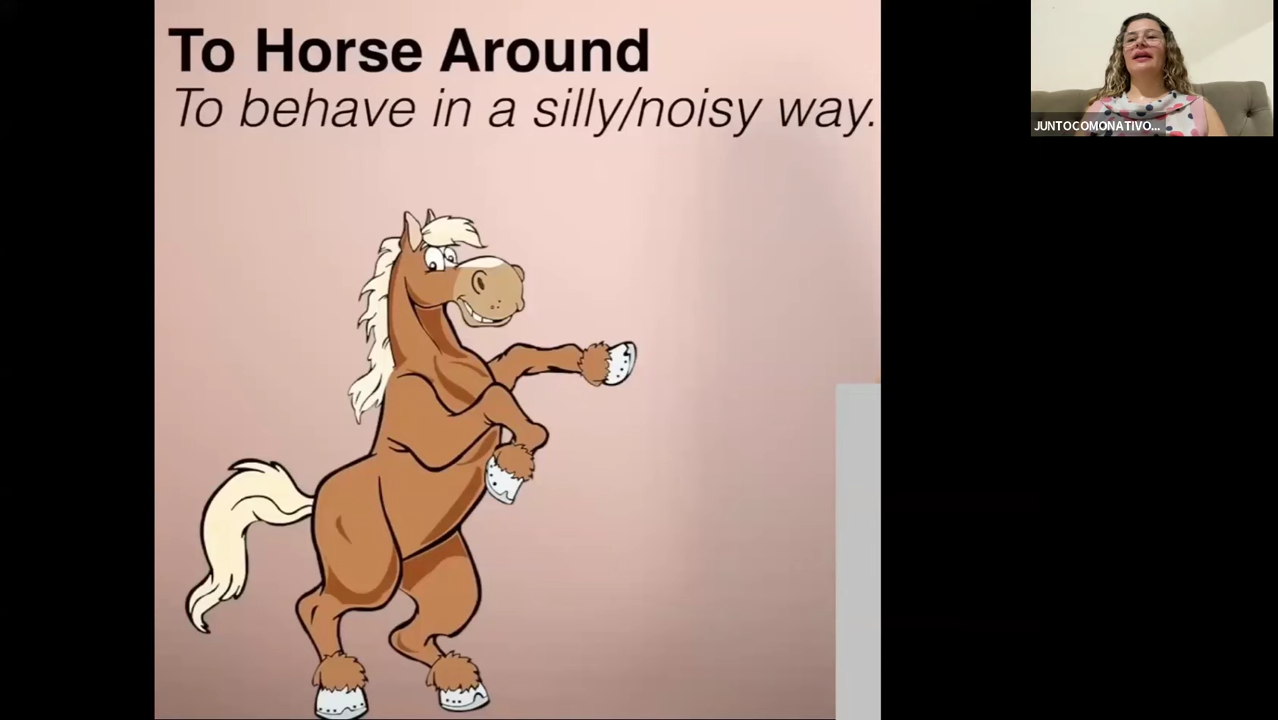 To Horse Around
To behave in a silly/noisy way.
JUNTOCOMONATIVO...